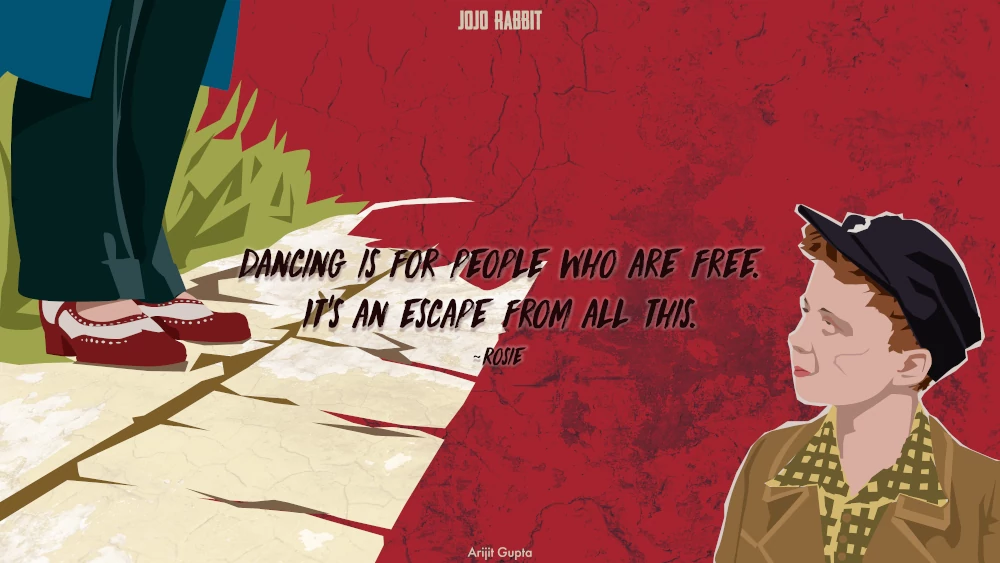 JOJO RABBIT
DANCING IS FOR PEOPLE WHO ARE FREE.
IT'S AN ESCAPE FROM ALL THIS.
~ROSIE
Arijit Gupta